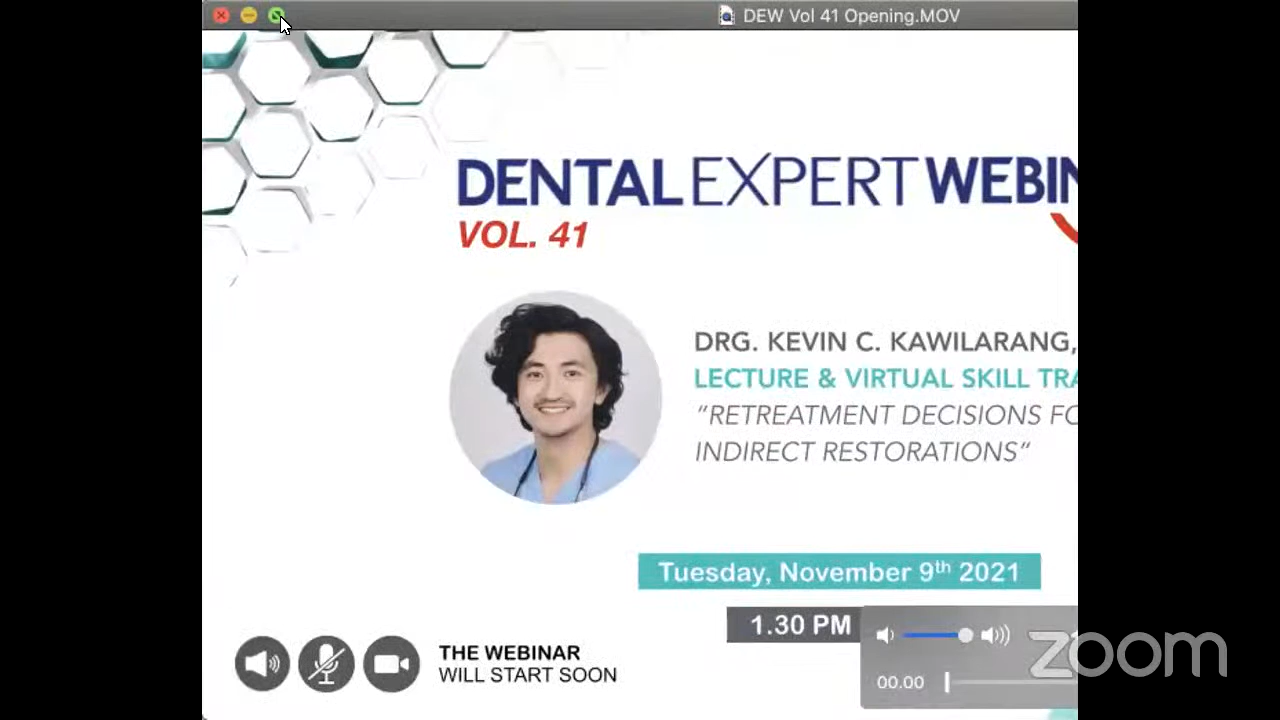 DEW Vol 41 Opening.MOV
DENTAL EXPERT WEBIN
VOL. 41
DRG. KEVIN C. KAWILARANG,
LECTURE & VIRTUAL SKILL TRA
"RETREATMENT DECISIONS FO
INDIRECT RESTORATIONS"
Tuesday, November 9th 2021
1.30 PM
THE WEBINAR
WILL START SOON
00.00
zoom